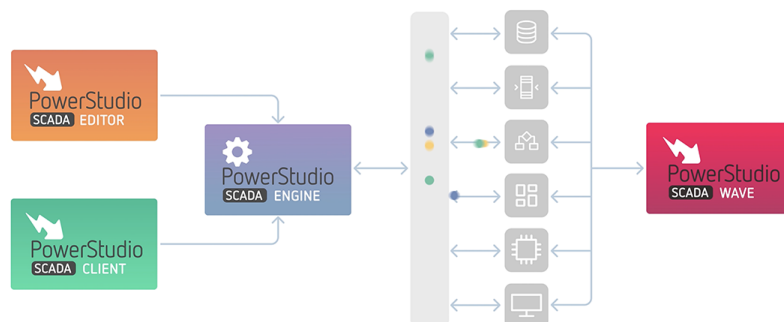 PowerStudio
SCADA EDITOR
PowerStudio
SCADA ENGINE
PowerStudio
SCADA CLIENT
PowerStudio
SCADA WAVE